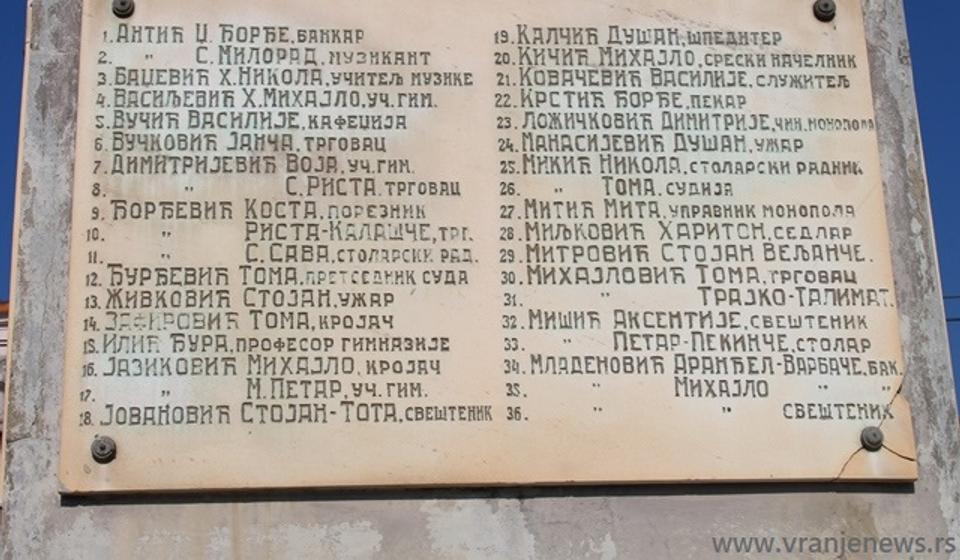 1. АНТИЋ Џ. ЂОРЂЕ, БАНКАР
2. " С. МИЛОРАД, МУЗИКАНТ
3. БАЦЕВИЋ Х. НИКОЛА, УЧИТЕЉ МУЗИКЕ
4. ВАСИЉЕВИЋ Х. МИХАЈЛО, УЧ. ГИМ.
5. ВУЧИЋ ВАСИЛИЈЕ, КАФЕЏИЈА
6. ВУЧКОВИЋ ЈАНЧА, ТРГОВАЦ
7. ДИМИТРИЈЕВИЋ ВОЈА, УЧ. ГИМ.
8. " С. РИСТА, ТРГОВАЦ
9. ЂОРЂЕВИЋ КОСТА, ПОРЕЗНИК
10. " РИСТА-КАЛАШЧЕ, ТРГ.
11. " С. САВА, СТОЛАРСКИ РАД.
12. ЂУРЂЕВИЋ ТОМА, ПРЕТСЕДНИК СУДА
13. ЖИВКОВИЋ СТОЈАН, УЖАР
14. ЗАФИРОВИЋ ТОМА, КРОЈАЧ
15. ИЛИЋ ЂУРА, ПРОФЕСОР ГИМНАЗИЈЕ
16. ЈАЗИКОВИЋ МИХАЈЛО, КРОЈАЧ
17. " М. ПЕТАР, УЧ. ГИМ.
18. ЈОВАНОВИЋ СТОЈАН-ТОТА, СВЕШТЕНИК
19. КАЛЧИЋ ДУШАН, ШПЕДИТЕР
20. КИЧИЋ МИХАЈЛО, СРЕСКИ НАЧЕЛНИК
21. КОВАЧЕВИЋ ВАСИЛИЈЕ, СЛУЖИТЕЉ
22. КРСТИЋ ЂОРЂЕ, ПЕКАР
23. ЛОЖИЧКОВИЋ ДИМИТРИЈЕ, ЧИН. МОНОПОЛА
24. МАНАСИЈЕВИЋ ДУШАН, УЖАР
25. МИКИЋ НИКОЛА, СТОЛАРСКИ РАДНИК
26. " ТОМА, СУДИЈА
27. МИТИЋ МИТА, УПРАВНИК МОНОПОЛА
28. МИЉКОВИЋ ХАРИТОН, СЕДЛАР
29. МИТРОВИЋ СТОЈАН ВЕЉАНЧЕ.
30. МИХАЈЛОВИЋ ТОМА, ТРГОВАЦ
31. " ТРАЈКО-ТАЛИМАТ.
32. МИШИЋ АКСЕНТИЈЕ, СВЕШТЕНИК
33. " ПЕТАР-ПЕКИНЧЕ, СТОЛАР
34. МЛАДЕНОВИЋ АРАНЂЕЛ-ВАРБАЧЕ, БАК.
35. " МИХАЈЛО " "
36. " " СВЕШТЕНИК
www.vranjenews.rs